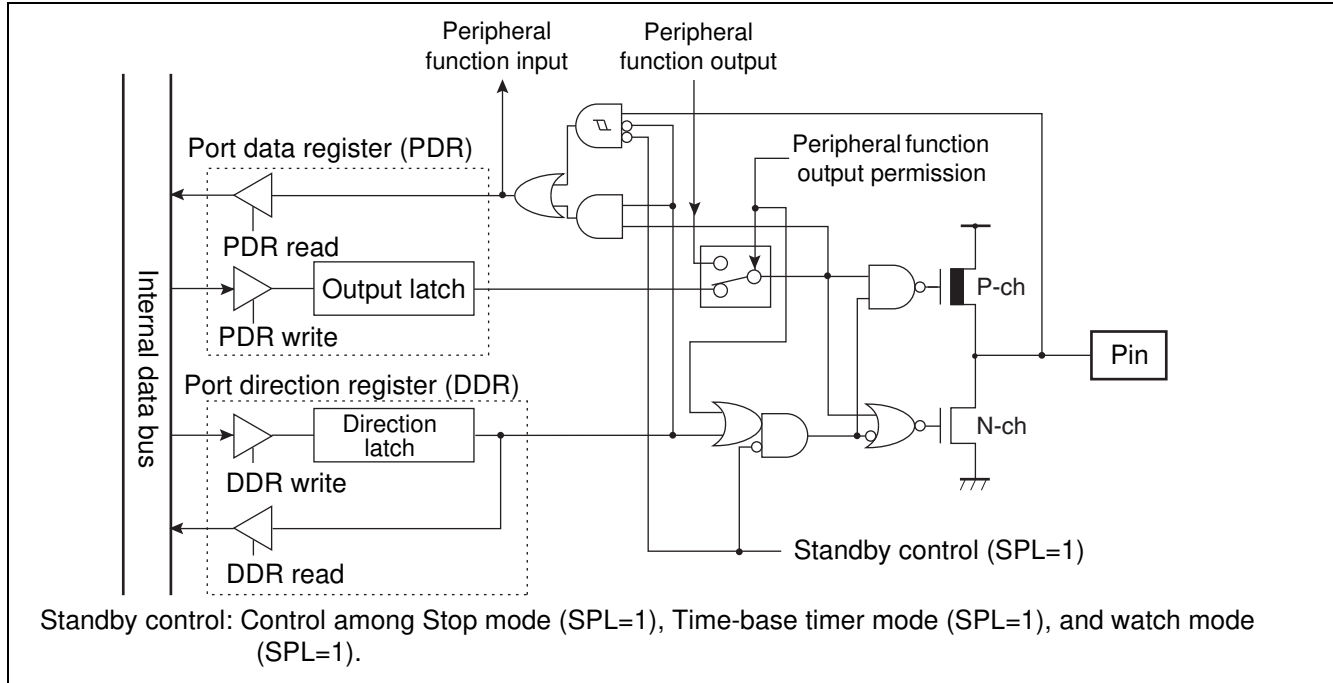 Peripheral
function input
Peripheral
function output
Port data register (PDR)
Peripheral function
output permission
PDR read
Output latch
PDR write
P-ch
Pin
Internal data bus
Port direction register (DDR)
Direction
latch
N-ch
DDR write
Standby control (SPL=1)
DDR read
Standby control: Control among Stop mode (SPL=1), Time-base timer mode (SPL=1), and watch mode
(SPL=1).